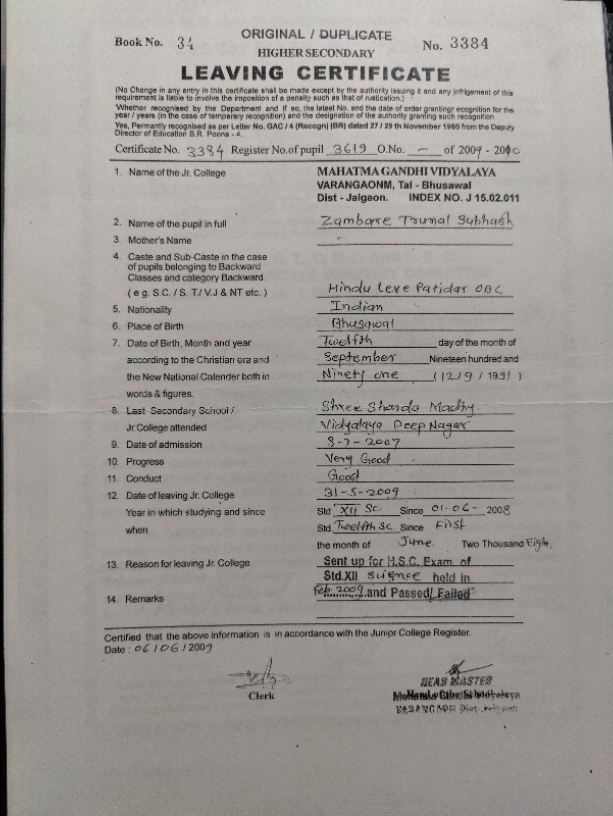 ORIGINAL / DUPLICATE
Book No. 34 HIGHER SECONDARY No. 3384
LEAVING CERTIFICATE
(No Change in any entry in this certificate shall be made except by the authority issuing it and any infrigement of this
requirement is liable to involve the imposition of a penalty such as that of rustication.)
'Whether recognised by the Department and if so, the latest No. and the date of order granting recognition for the
year / years (in the case of temporary recognition) and the designation of the authority granting such recognition
Yes, Permantly recognised as per Letter No. GAC / 4 (Recogn) (BR) dated 27 / 29 th November 1960 from the Deputy
Director of Education B.R. Poona - 4.
Certificate No. 3384 Register No. of pupil 3619 O.No. - of 2009 - 2010
1. Name of the Jr. College MAHATMA GANDHI VIDYALAYA
VARANGAONM, Tal - Bhusawal
Dist - Jalgaon. INDEX NO. J 15.02.011
2. Name of the pupil in full Zambare Trunal Subhash
3. Mother's Name -
4. Caste and Sub-Caste in the case
of pupils belonging to Backward
Classes and category Backward
( e g. S.C. / S. T./ V.J & NT etc. ) Hindu Leve Patidar OBC
5. Nationality Indian
6. Place of Birth Bhusawal
7. Date of Birth, Month and year Twelfth day of the month of
according to the Christian era and September Nineteen hundred and
the New National Calender both in Ninety one (12/9/1991)
words & figures.
8. Last Secondary School / Shree Sharda Madhy.
Jr.College attended Vidyalaya Deep Nagar
9. Date of admission 3-7-2007
10. Progress Very Good
11. Conduct Good
12. Date of leaving Jr. College 31-5-2009
Year in which studying and since Std XII Sc. Since 01-06- 2008
when Std. Twelfth Sc Since First
the month of June. Two Thousand Eight.
13. Reason for leaving Jr. College Sent up for H.S.C. Exam of
Std.XII science held in
14. Remarks Feb. 2009 and Passed/ Failed
Certified that the above information is in accordance with the Junior College Register.
Date : 06/06/2009
Clerk
HEAD MASTER